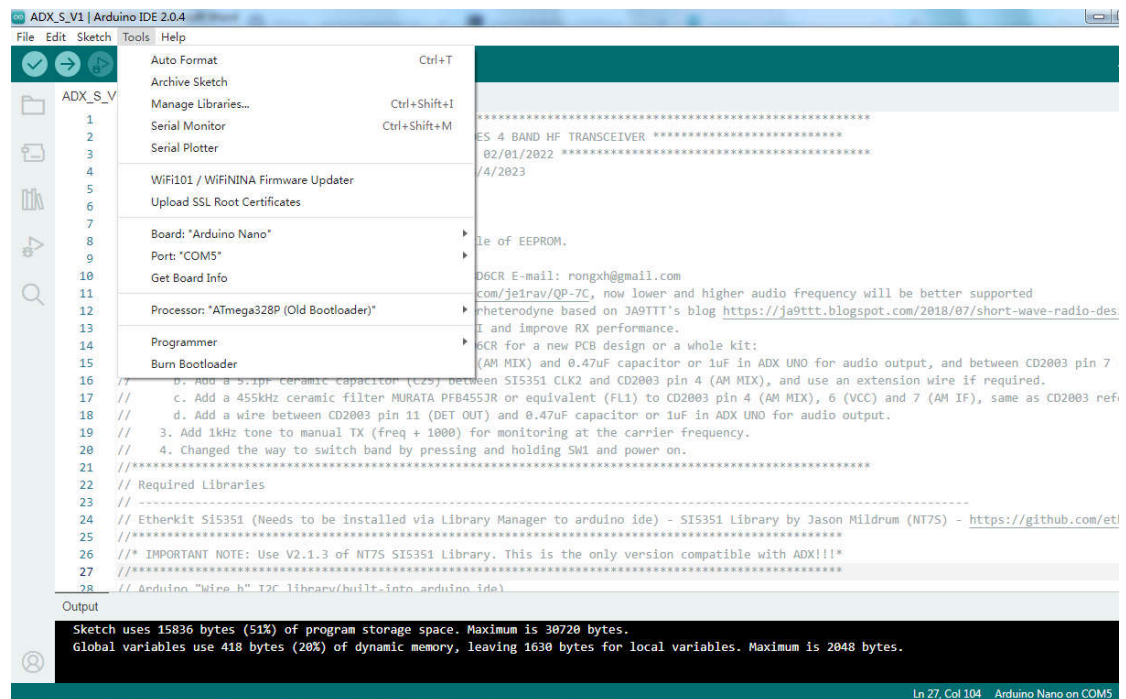 ADX_S_V1 | Arduino IDE 2.0.4
File Edit Sketch Tools Help
Auto Format Ctrl+T
Archive Sketch
Manage Libraries... Ctrl+Shift+I
Serial Monitor Ctrl+Shift+M
Serial Plotter
WiFi101 / WiFiNINA Firmware Updater
Upload SSL Root Certificates
Board: "Arduino Nano"
Port: "COM5"
Get Board Info
Processor: "ATmega328P (Old Bootloader)"
Programmer
Burn Bootloader
ADX_S_V
1 ********************************************************
2 ES 4 BAND HF TRANSCEIVER ***************************
3 02/01/2022 ********************************************
4 /4/2023
5
6
7
8 le of EEPROM.
9
10 D6CR E-mail: rongxh@gmail.com
11 com/je1rav/QP-7C, now lower and higher audio frequency will be better supported
12 rheterodyne based on JA9TTT's blog https://ja9ttt.blogspot.com/2018/07/short-wave-radio-des
13 I and improve RX performance.
14 6CR for a new PCB design or a whole kit:
15 (AM MIX) and 0.47uF capacitor or 1uF in ADX UNO for audio output, and between CD2003 pin 7
16 // b. Add a 5.1pF ceramic capacitor (C25) between SI5351 CLK2 and CD2003 pin 4 (AM MIX), and use an extension wire if required.
17 // c. Add a 455kHz ceramic filter MURATA PFB455JR or equivalent (FL1) to CD2003 pin 4 (AM MIX), 6 (VCC) and 7 (AM IF), same as CD2003 ref
18 // d. Add a wire between CD2003 pin 11 (DET OUT) and 0.47uF capacitor or 1uF in ADX UNO for audio output.
19 // 3. Add 1kHz tone to manual TX (freq + 1000) for monitoring at the carrier frequency.
20 // 4. Changed the way to switch band by pressing and holding SW1 and power on.
21 //*********************************************************************************************************
22 // Required Libraries
23 // ----------------------------------------------------------------------------------------------------------------------
24 // Etherkit Si5351 (Needs to be installed via Library Manager to arduino ide) - SI5351 Library by Jason Mildrum (NT7S) - https://github.com/et
25 //*****************************************************************************************************
26 //* IMPORTANT NOTE: Use V2.1.3 of NT7S SI5351 Library. This is the only version compatible with ADX!!!*
27 //*****************************************************************************************************
28 // Arduino "Wire.h" I2C library(built-into arduino ide)
Output
Sketch uses 15836 bytes (51%) of program storage space. Maximum is 30720 bytes.
Global variables use 418 bytes (20%) of dynamic memory, leaving 1630 bytes for local variables. Maximum is 2048 bytes.
Ln 27, Col 104 Arduino Nano on COM5